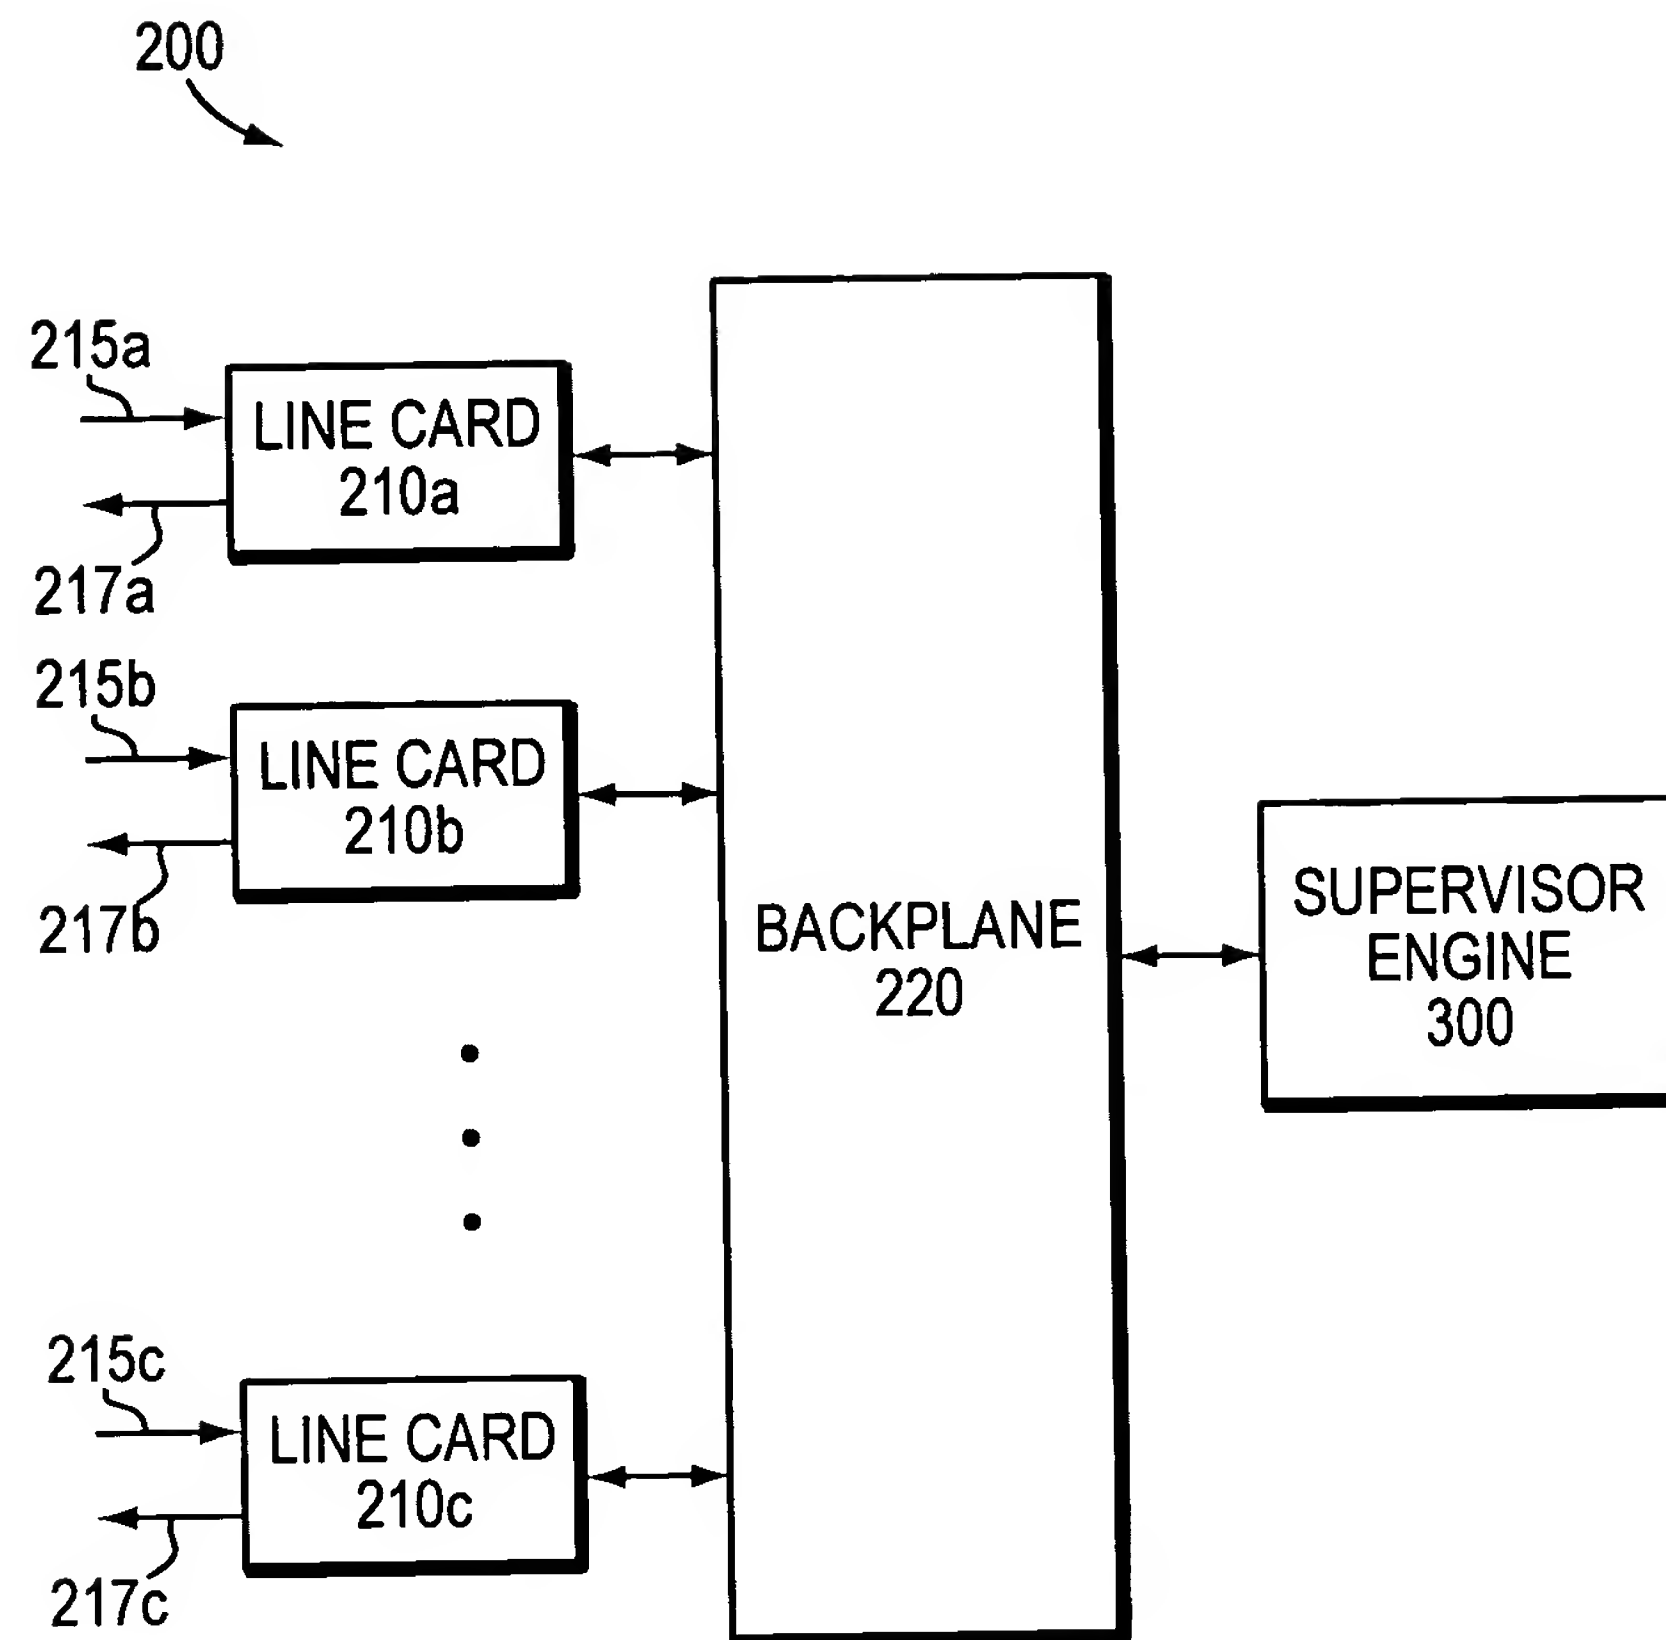 200
215a
LINE CARD
210a
217a
215b
LINE CARD
210b
217b
BACKPLANE
220
SUPERVISOR
ENGINE
300
215c
LINE CARD
210c
217c